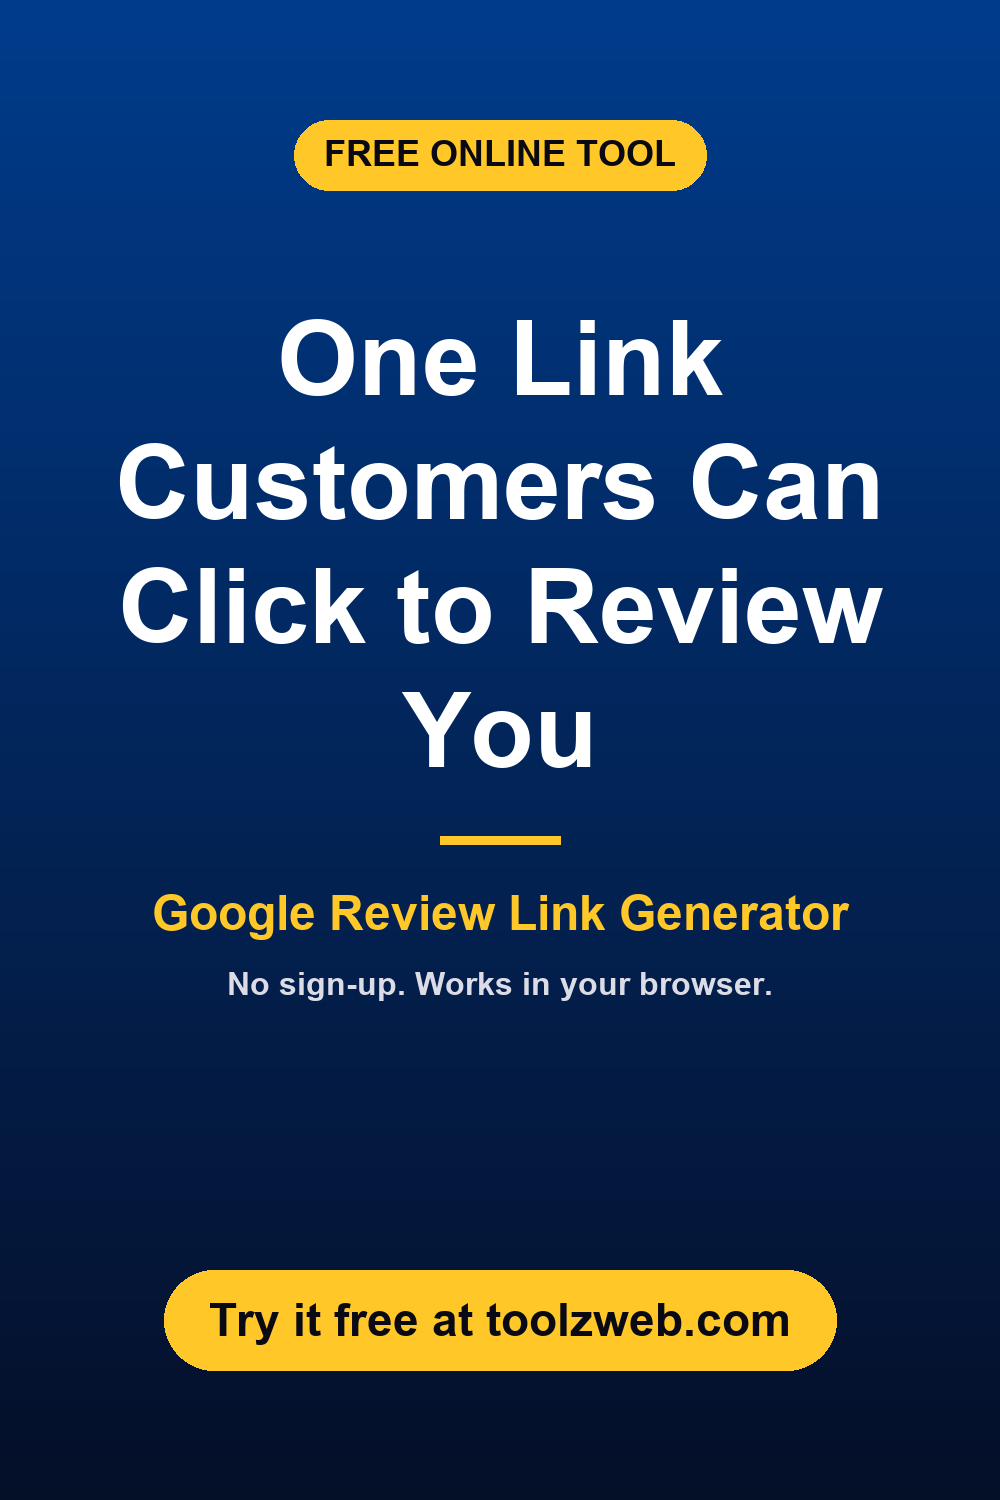 FREE ONLINE TOOL
One Link
Customers Can
Click to Review
You
Google Review Link Generator
No sign-up. Works in your browser.
Try it free at toolzweb.com